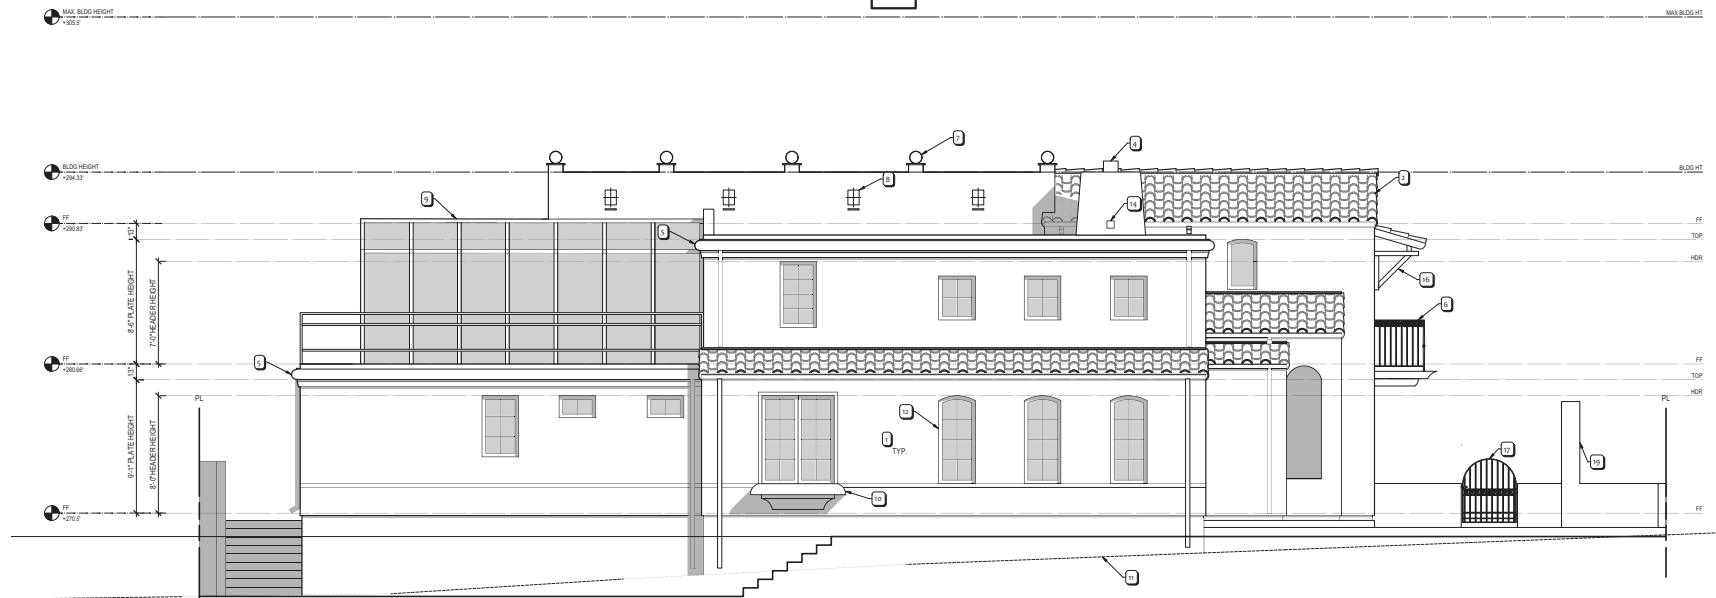 MAX. BLDG HEIGHT
+305.5'
MAX BLDG HT
7
4
BLDG HEIGHT
+294.33'
BLDG HT
8
2
9
14
FF
+290.83'
FF
13"
5
TOP
HDR
16
8'-6" PLATE HEIGHT
7'-0" HEADER HEIGHT
6
FF
+280.66'
FF
5
13"
TOP
HDR
PL
PL
12
1
TYP.
17
19
9'-1" PLATE HEIGHT
8'-0" HEADER HEIGHT
10
FF
+270.5'
FF
11